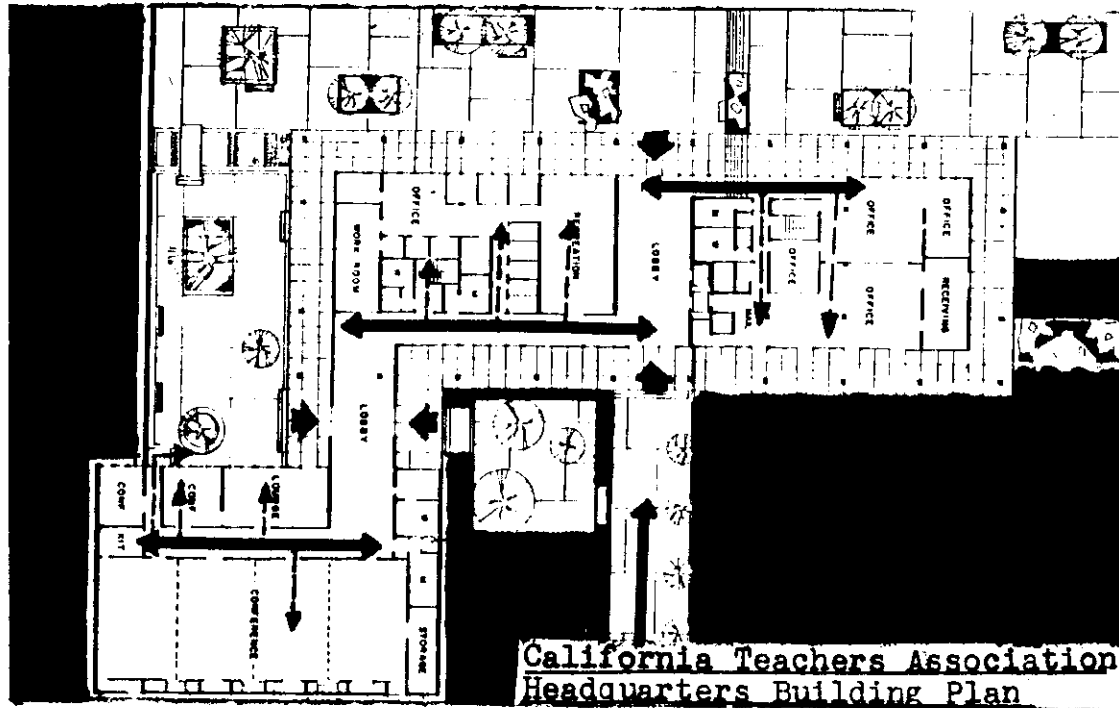 OFFICE
WORK ROOM
LOBBY
OFFICE
OFFICE
OFFICE
OFFICE
RECEIVING
LOBBY
CONF
CONF
LOUNGE
KIT
CONFERENCE
STORAGE
California Teachers Association
Headquarters Building Plan